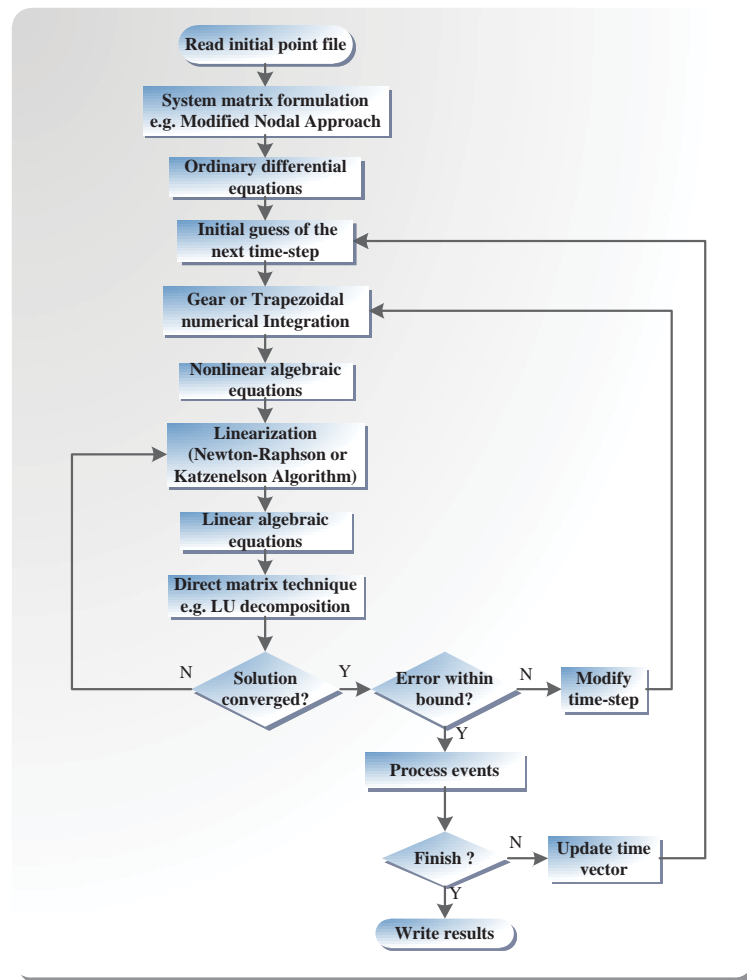 Read initial point file
System matrix formulation
e.g. Modified Nodal Approach
Ordinary differential
equations
Initial guess of the
next time-step
Gear or Trapezoidal
numerical Integration
Nonlinear algebraic
equations
Linearization
(Newton-Raphson or
Katzenelson Algorithm)
Linear algebraic
equations
Direct matrix technique
e.g. LU decomposition
N
Solution
converged?
Y
Error within
bound?
N
Modify
time-step
Y
Process events
Finish ?
N
Update time
vector
Y
Write results